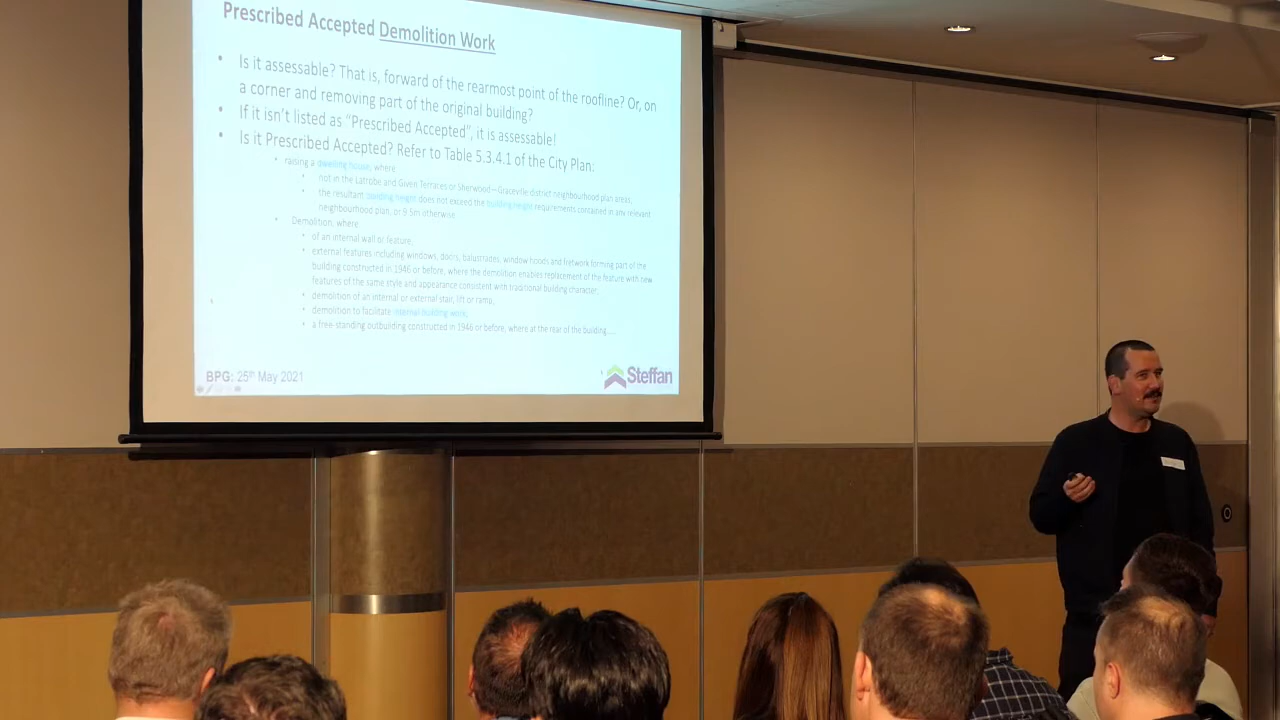 Prescribed Accepted Demolition Work
• Is it assessable? That is, forward of the rearmost point of the roofline? Or, on
a corner and removing part of the original building?
• If it isn't listed as "Prescribed Accepted", it is assessable!
• Is it Prescribed Accepted? Refer to Table 5.3.4.1 of the City Plan:
• raising a dwelling house, where
• not in the Latrobe and Given Terraces or Sherwood—Graceville district neighbourhood plan areas;
• the resultant building height does not exceed the building height requirements contained in any relevant
neighbourhood plan, or 9.5m otherwise
• Demolition, where
• of an internal wall or feature;
• external features including windows, doors, balustrades, window hoods and fretwork forming part of the
building constructed in 1946 or before, where the demolition enables replacement of the feature with new
features of the same style and appearance consistent with traditional building character;
• demolition of an internal or external stair, lift or ramp;
• demolition to facilitate internal building work;
• a free-standing outbuilding constructed in 1946 or before, where at the rear of the building....
BPG: 25th May 2021
Steffan